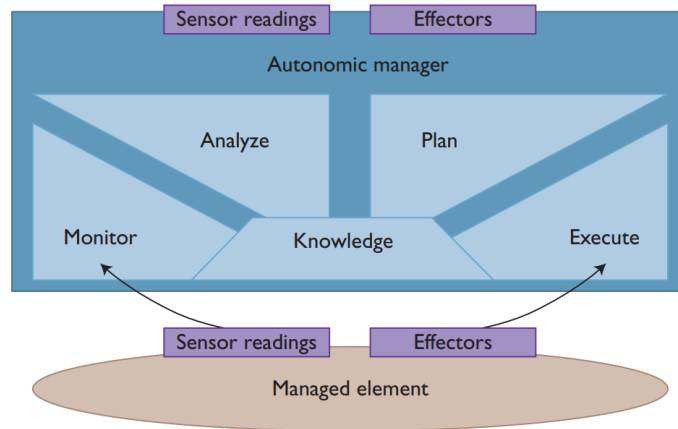 Sensor readings
Effectors
Autonomic manager
Analyze
Plan
Monitor
Knowledge
Execute
Sensor readings
Effectors
Managed element